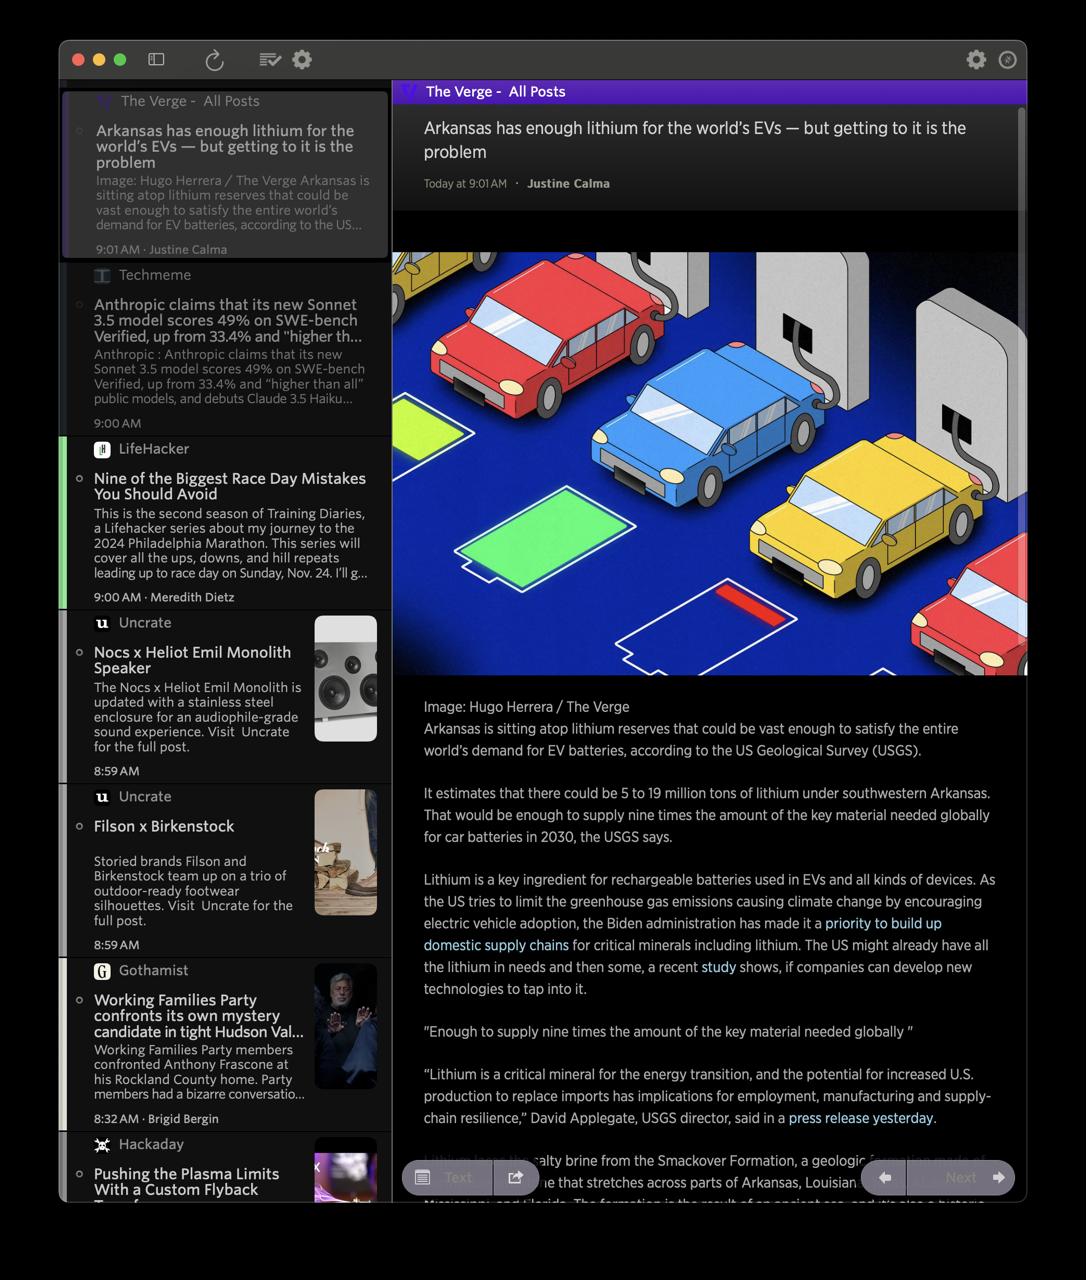 The Verge - All Posts
Arkansas has enough lithium for the
world's EVs — but getting to it is the
problem
Image: Hugo Herrera / The Verge Arkansas is
sitting atop lithium reserves that could be
vast enough to satisfy the entire world's
demand for EV batteries, according to the US...
9:01 AM · Justine Calma
Techmeme
Anthropic claims that its new Sonnet
3.5 model scores 49% on SWE-bench
Verified, up from 33.4% and "higher th...
Anthropic : Anthropic claims that its new
Sonnet 3.5 model scores 49% on SWE-bench
Verified, up from 33.4% and "higher than all"
public models, and debuts Claude 3.5 Haiku...
9:00 AM
LifeHacker
Nine of the Biggest Race Day Mistakes
You Should Avoid
This is the second season of Training Diaries,
a Lifehacker series about my journey to the
2024 Philadelphia Marathon. This series will
cover all the ups, downs, and hill repeats
leading up to race day on Sunday, Nov. 24. I'll g...
9:00 AM · Meredith Dietz
Uncrate
Nocs x Heliot Emil Monolith
Speaker
The Nocs x Heliot Emil Monolith is
updated with a stainless steel
enclosure for an audiophile-grade
sound experience. Visit Uncrate
for the full post.
8:59 AM
Uncrate
Filson x Birkenstock
Storied brands Filson and
Birkenstock team up on a trio of
outdoor-ready footwear
silhouettes. Visit Uncrate for the
full post.
8:59 AM
Gothamist
Working Families Party
confronts its own mystery
candidate in tight Hudson Val...
Working Families Party members
confronted Anthony Frascone at
his Rockland County home. Party
members had a bizarre conversatio...
8:32 AM · Brigid Bergin
Hackaday
Pushing the Plasma Limits
With a Custom Flyback
The Verge - All Posts
Arkansas has enough lithium for the world's EVs — but getting to it is the
problem
Today at 9:01 AM · Justine Calma
Image: Hugo Herrera / The Verge
Arkansas is sitting atop lithium reserves that could be vast enough to satisfy the entire
world's demand for EV batteries, according to the US Geological Survey (USGS).
It estimates that there could be 5 to 19 million tons of lithium under southwestern Arkansas.
That would be enough to supply nine times the amount of the key material needed globally
for car batteries in 2030, the USGS says.
Lithium is a key ingredient for rechargeable batteries used in EVs and all kinds of devices. As
the US tries to limit the greenhouse gas emissions causing climate change by encouraging
electric vehicle adoption, the Biden administration has made it a priority to build up
domestic supply chains for critical minerals including lithium. The US might already have all
the lithium in needs and then some, a recent study shows, if companies can develop new
technologies to tap into it.
"Enough to supply nine times the amount of the key material needed globally "
"Lithium is a critical mineral for the energy transition, and the potential for increased U.S.
production to replace imports has implications for employment, manufacturing and supply-
chain resilience," David Applegate, USGS director, said in a press release yesterday.
salty brine from the Smackover Formation, a geologic
that stretches across parts of Arkansas,
Text
Next